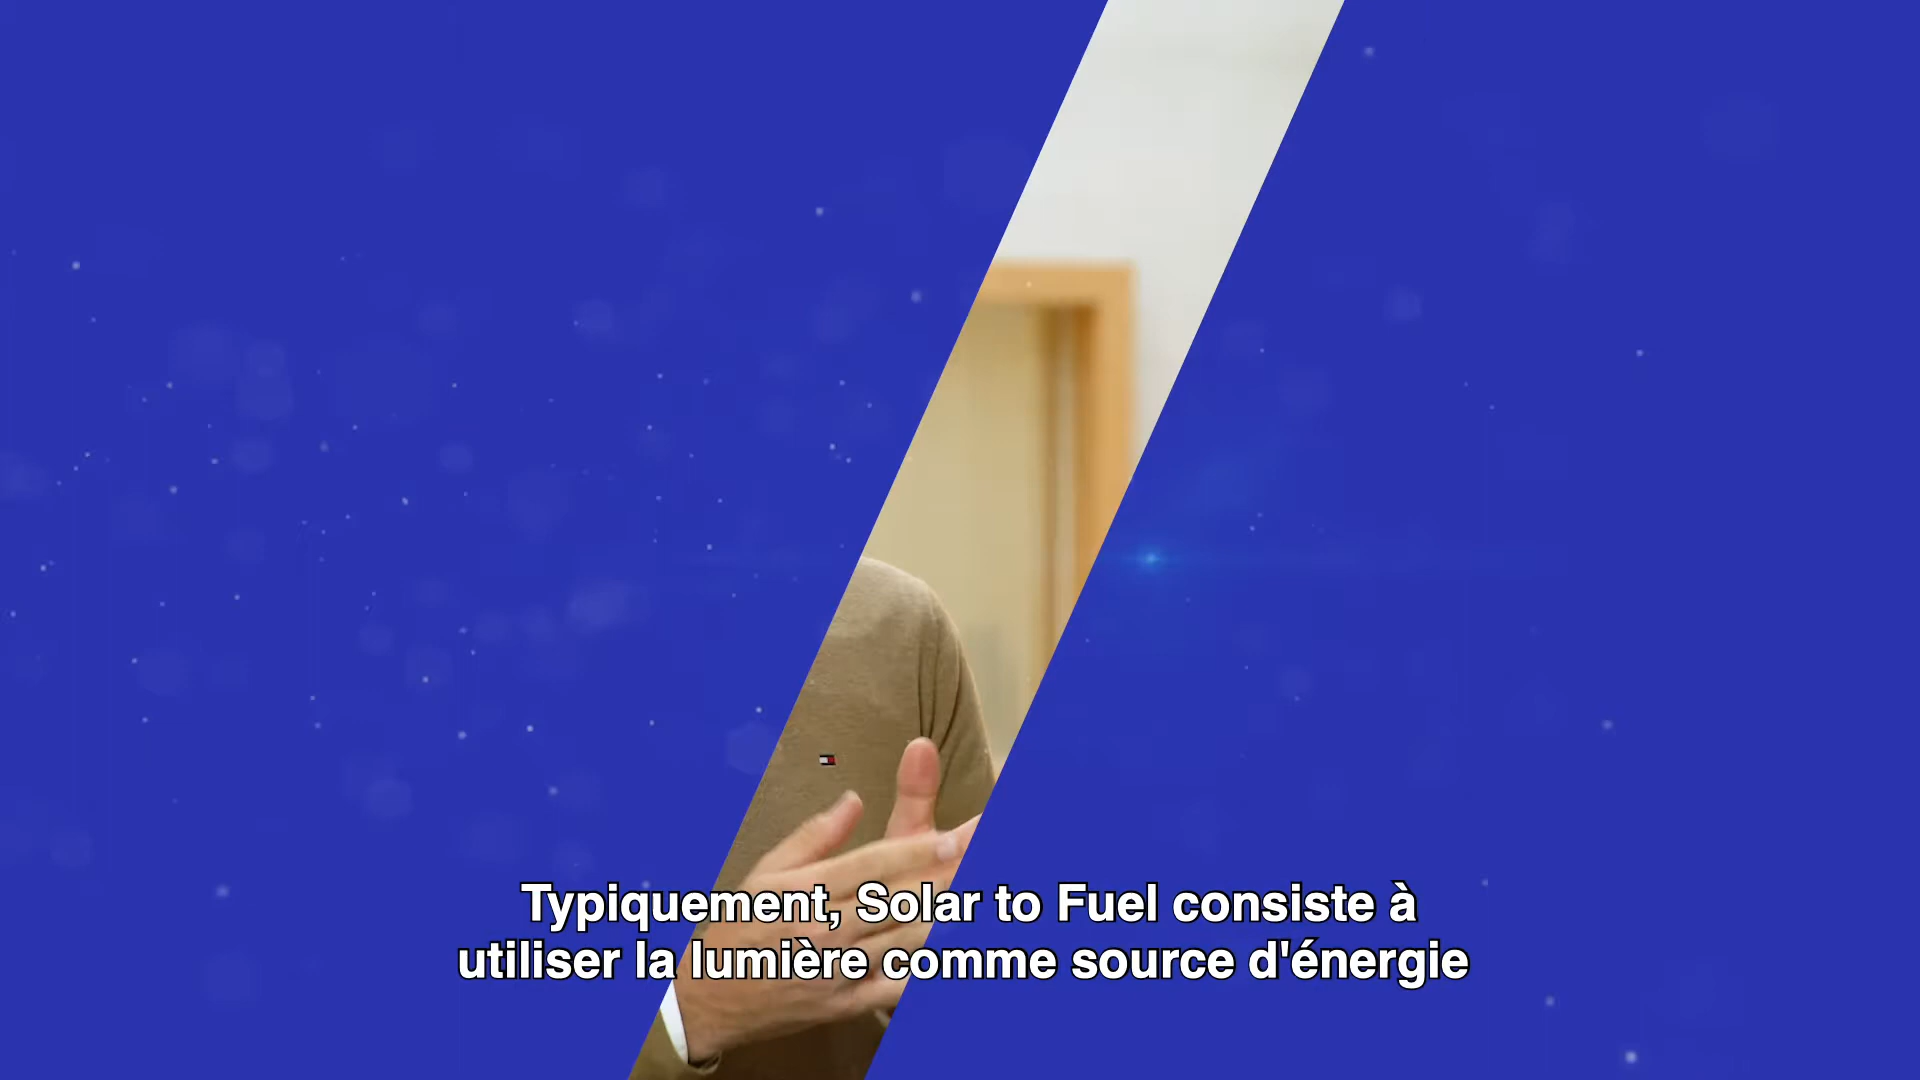 Typiquement, Solar to Fuel consiste à
utiliser la lumière comme source d'énergie